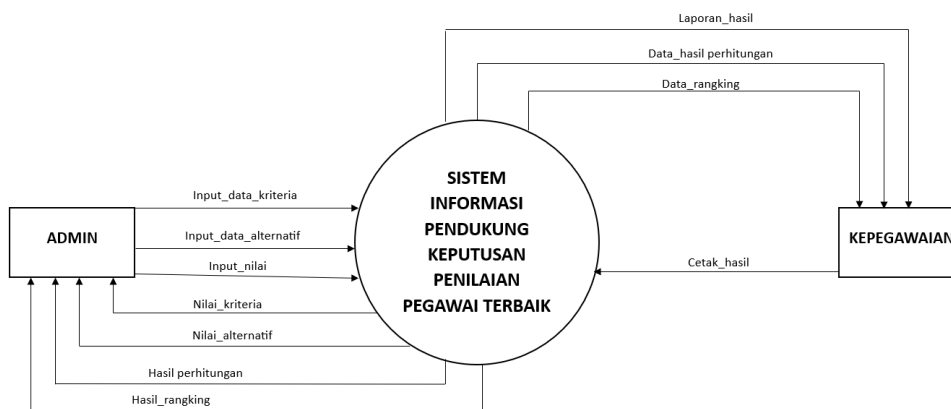 Laporan_hasil
Data_hasil perhitungan
Data_rangking
SISTEM
INFORMASI
PENDUKUNG
KEPUTUSAN
PENILAIAN
PEGAWAI TERBAIK
Input_data_kriteria
ADMIN
Input_data_alternatif
Input_nilai
KEPEGAWAIAN
Cetak_hasil
Nilai_kriteria
Nilai_alternatif
Hasil perhitungan
Hasil_rangking